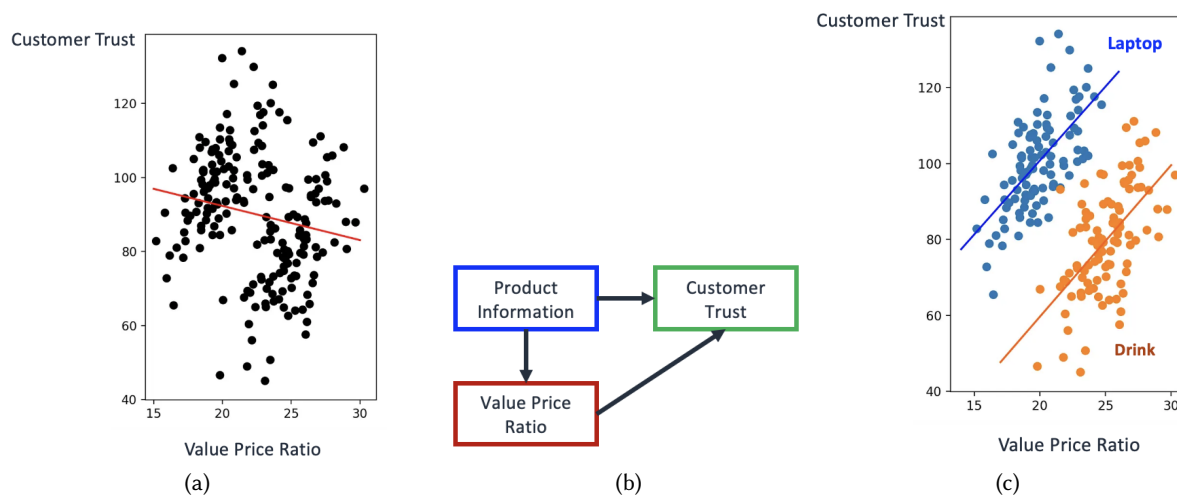 Customer Trust
120
100
80
60
40
15
20
25
30
Value Price Ratio
(a)
Product
Information
Customer
Trust
Value Price
Ratio
(b)
Customer Trust
Laptop
120
100
80
60
Drink
40
15
20
25
30
Value Price Ratio
(c)